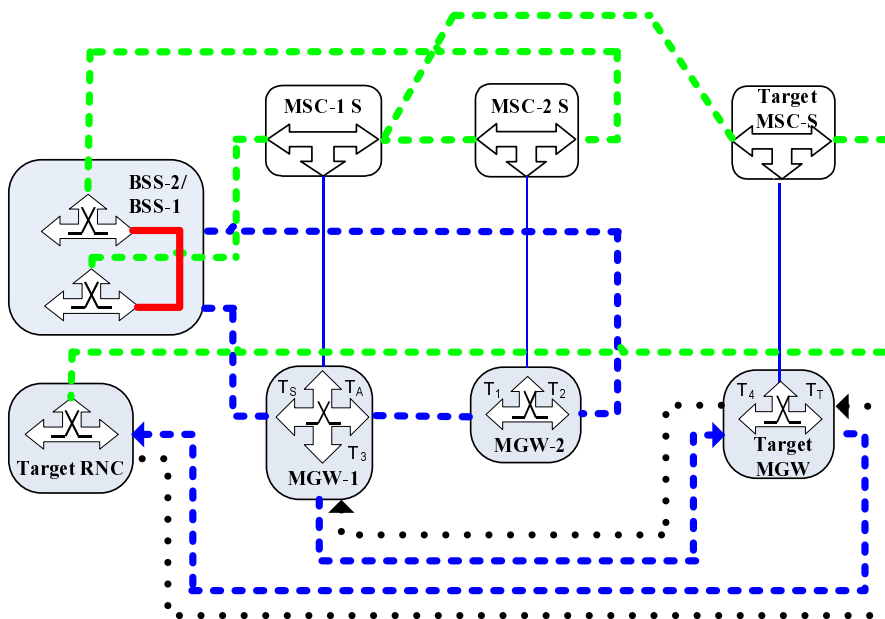 MSC-1 S
MSC-2 S
Target
MSC-S
BSS-2/
BSS-1
TS
TA
T3
MGW-1
T1
T2
MGW-2
T4
TT
Target
MGW
Target RNC